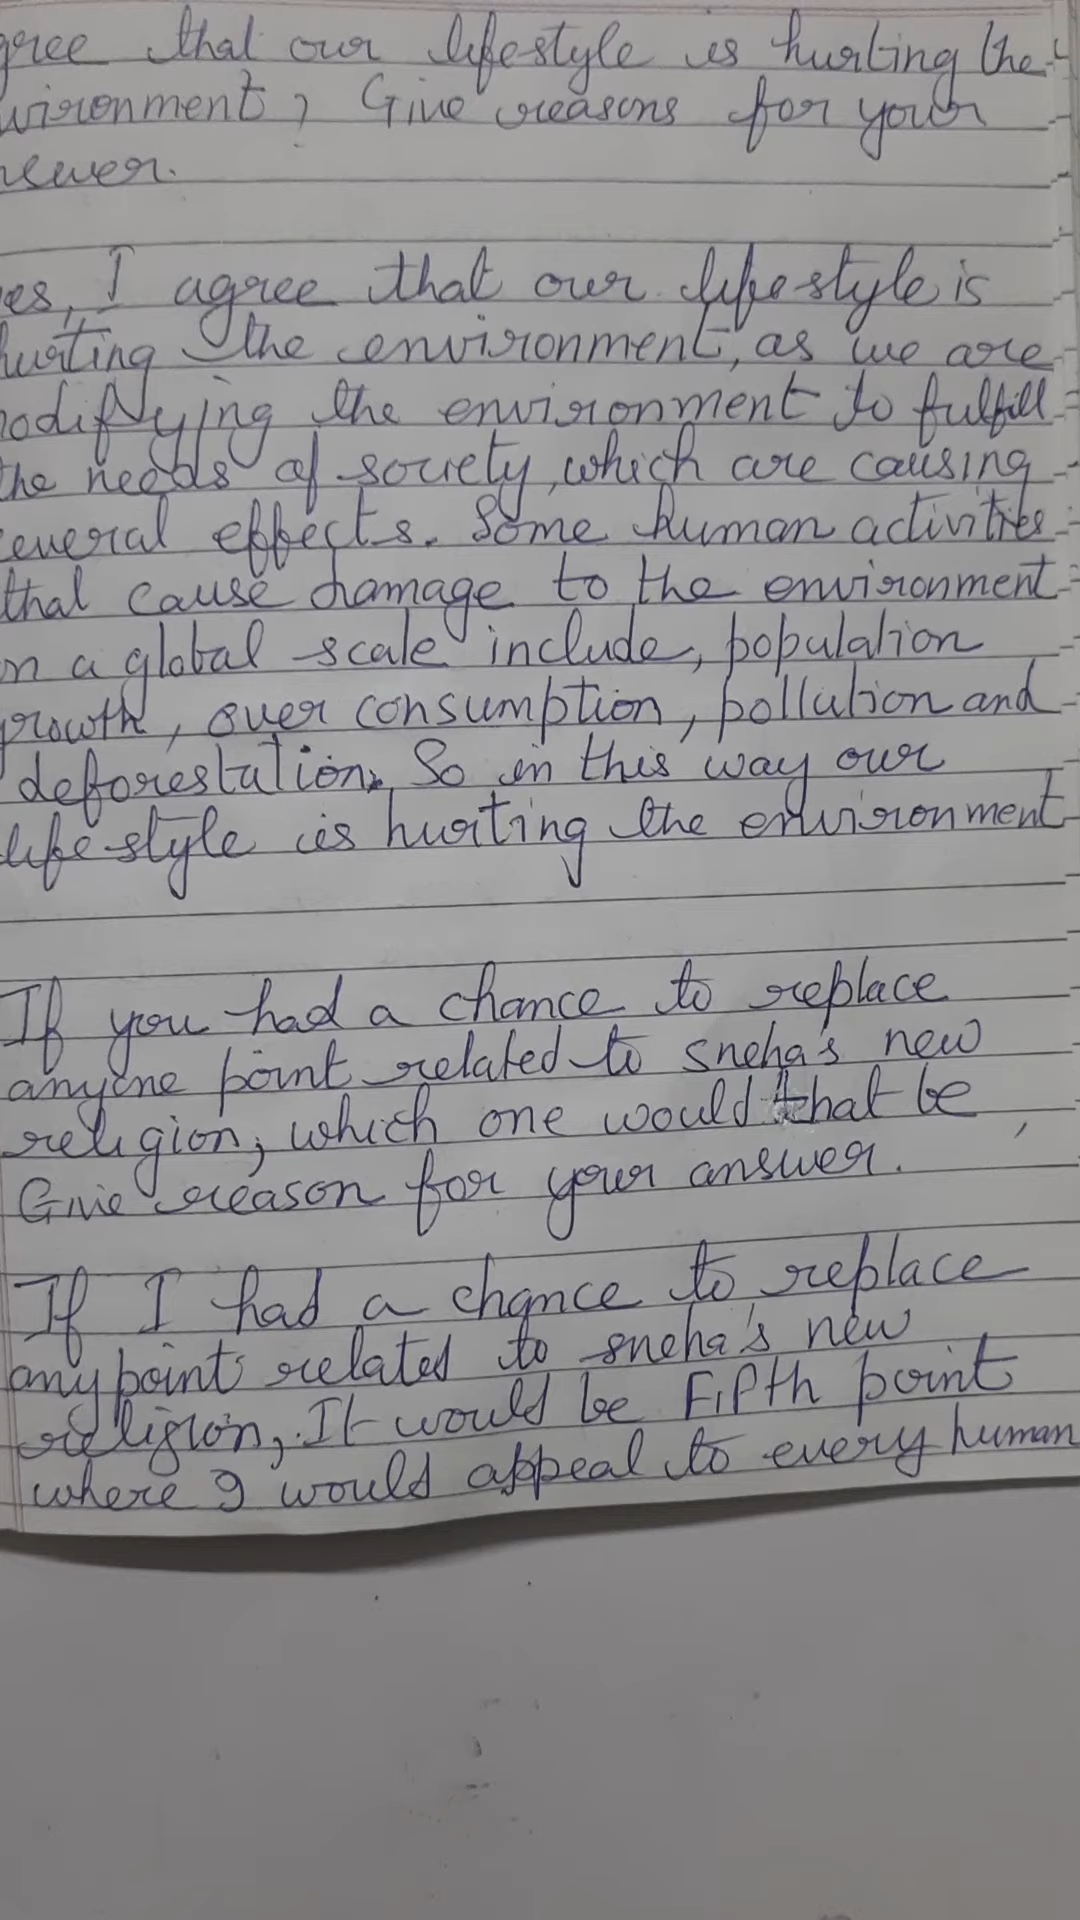 gree that our lifestyle is hurting the
vironment? Give reasons for your
swer.
es, I agree that our lifestyle is
hurting the environment, as we are
odifying the environment to fulfill
the needs of society, which are causing
everal effects. Some human activities
that cause damage to the environment
on a global scale include, population
growth, over consumption, pollution and
deforestation. So in this way our
life style is hurting the environment
If you had a chance to replace
anyone point related to sneha's new
religion, which one would that be,
Give reason for your answer.
If I had a chance to replace
any point related to sneha's new
religion, It would be Fifth point
where I would appeal to every human